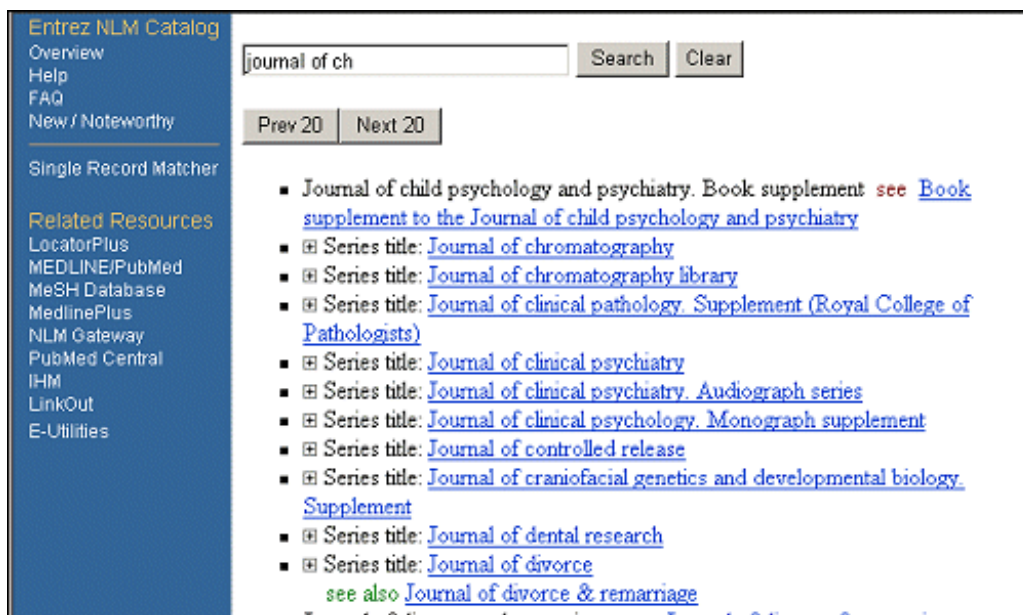 Entrez NLM Catalog
Overview
Help
FAQ
New / Noteworthy
Single Record Matcher
Related Resources
LocatorPlus
MEDLINE/PubMed
MeSH Database
MedlinePlus
NLM Gateway
PubMed Central
IHM
LinkOut
E-Utilities
journal of ch
Search
Clear
Prev 20
Next 20
Journal of child psychology and psychiatry. Book supplement see Book
supplement to the Journal of child psychology and psychiatry
Series title: Journal of chromatography
Series title: Journal of chromatography library
Series title: Journal of clinical pathology. Supplement (Royal College of
Pathologists)
Series title: Journal of clinical psychiatry
Series title: Journal of clinical psychiatry. Audiograph series
Series title: Journal of clinical psychology. Monograph supplement
Series title: Journal of controlled release
Series title: Journal of craniofacial genetics and developmental biology.
Supplement
Series title: Journal of dental research
Series title: Journal of divorce
see also Journal of divorce & remarriage